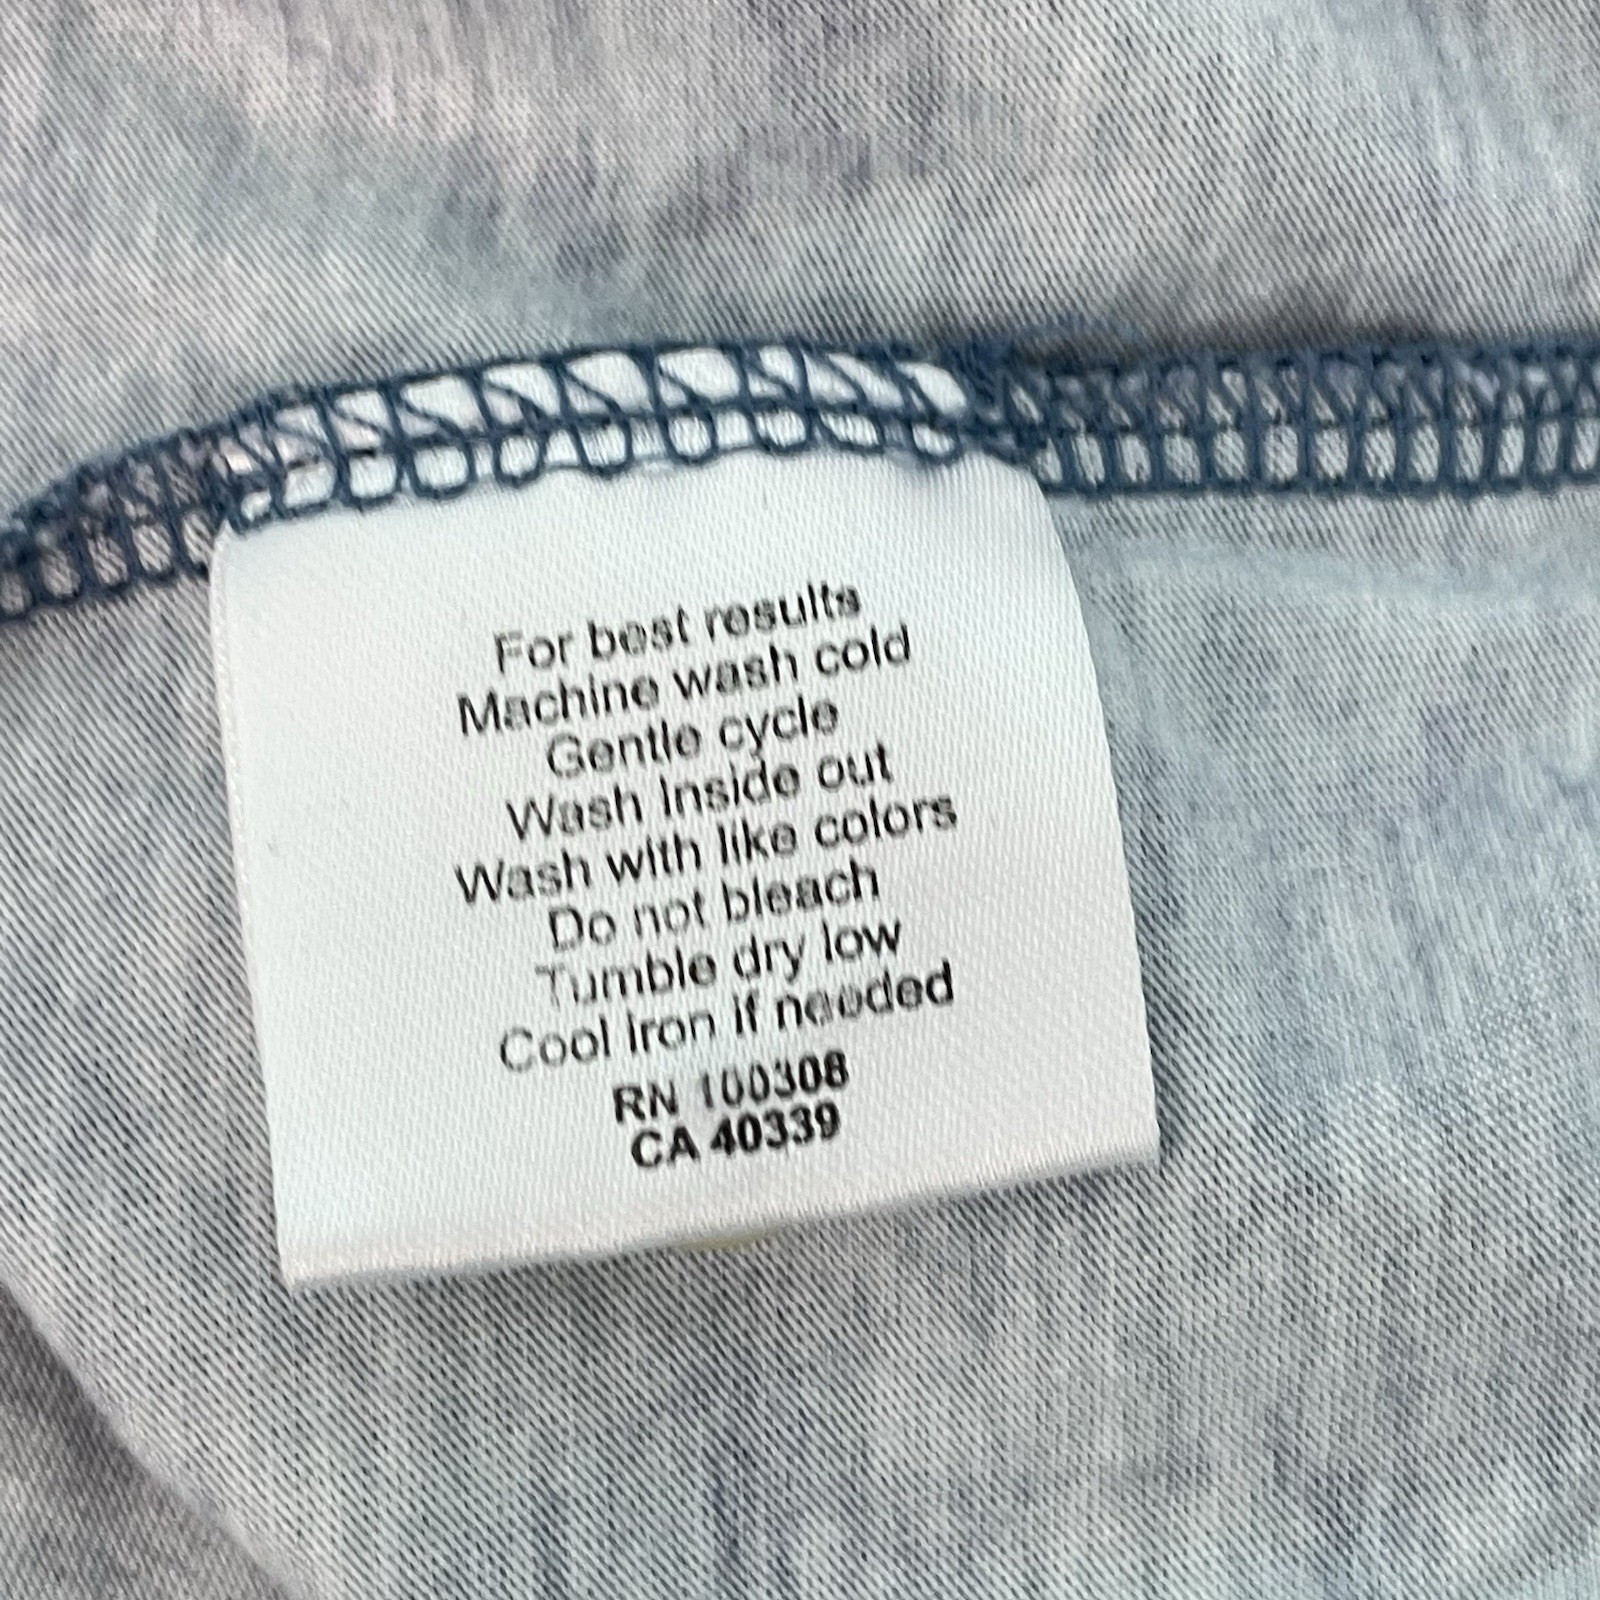 For best results
Machine wash cold
Gentle cycle
Wash Inside out
Wash with like colors
Do not bleach
Tumble dry low
Cool Iron if needed
RN 100308
CA 40339